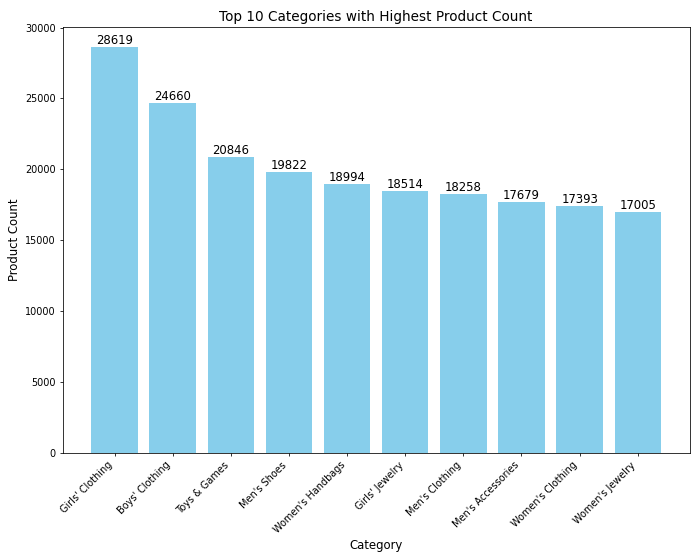 Top 10 Categories with Highest Product Count
Product Count
30000
25000
20000
15000
10000
5000
0
28619
24660
20846
19822
18994
18514
18258
17679
17393
17005
Girls' Clothing
Boys' Clothing
Toys & Games
Men's Shoes
Women's Handbags
Girls' Jewelry
Men's Clothing
Men's Accessories
Women's Clothing
Women's Jewelry
Category